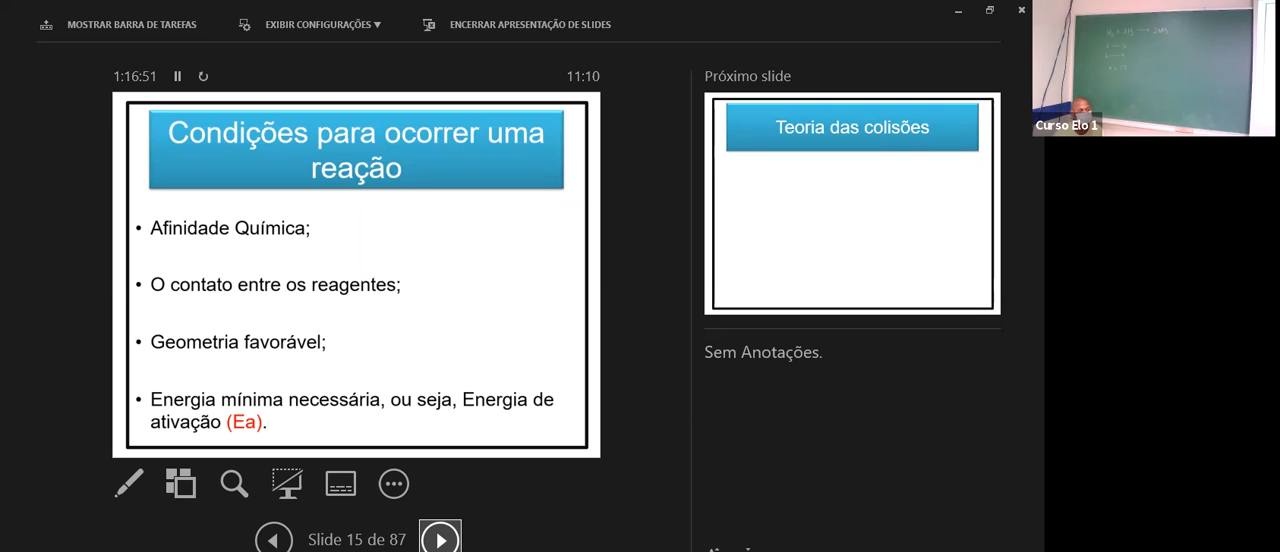 MOSTRAR BARRA DE TAREFAS
EXIBIR CONFIGURAÇÕES ▼
ENCERRAR APRESENTAÇÃO DE SLIDES
1:16:51
11:10
Condições para ocorrer uma
reação
• Afinidade Química;
• O contato entre os reagentes;
• Geometria favorável;
• Energia mínima necessária, ou seja, Energia de
ativação (Ea).
Slide 15 de 87
Próximo slide
Teoria das colisões
Sem Anotações.
Curso Elo 1